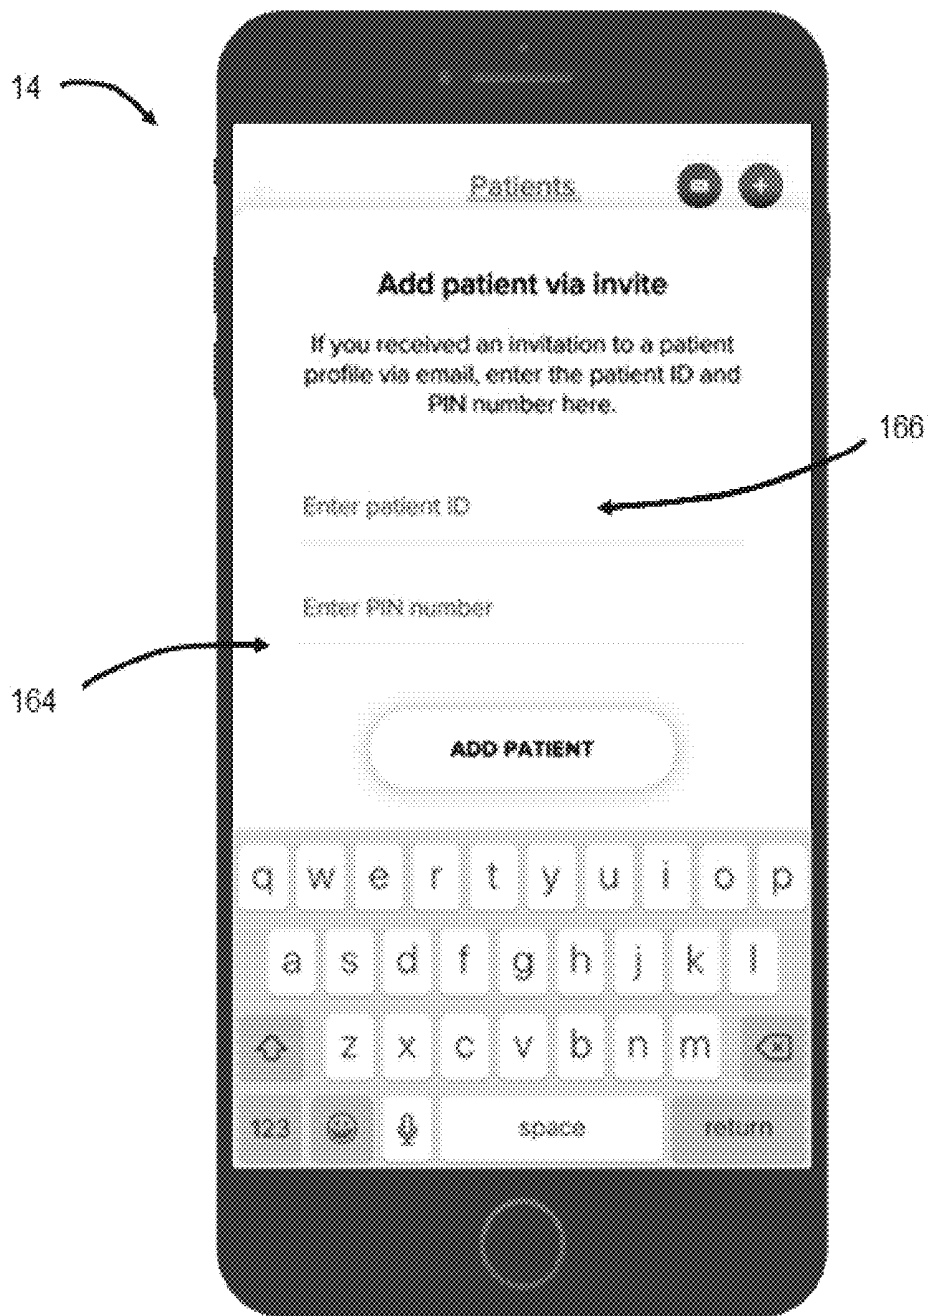 14
Patients
Add patient via invite
If you received an invitation to a patient
profile via email, enter the patient ID and
PIN number here.
166
Enter patient ID
Enter PIN number
164
ADD PATIENT
q w e r t y u i o p
a s d f g h j k l
z x c v b n m
123 space return